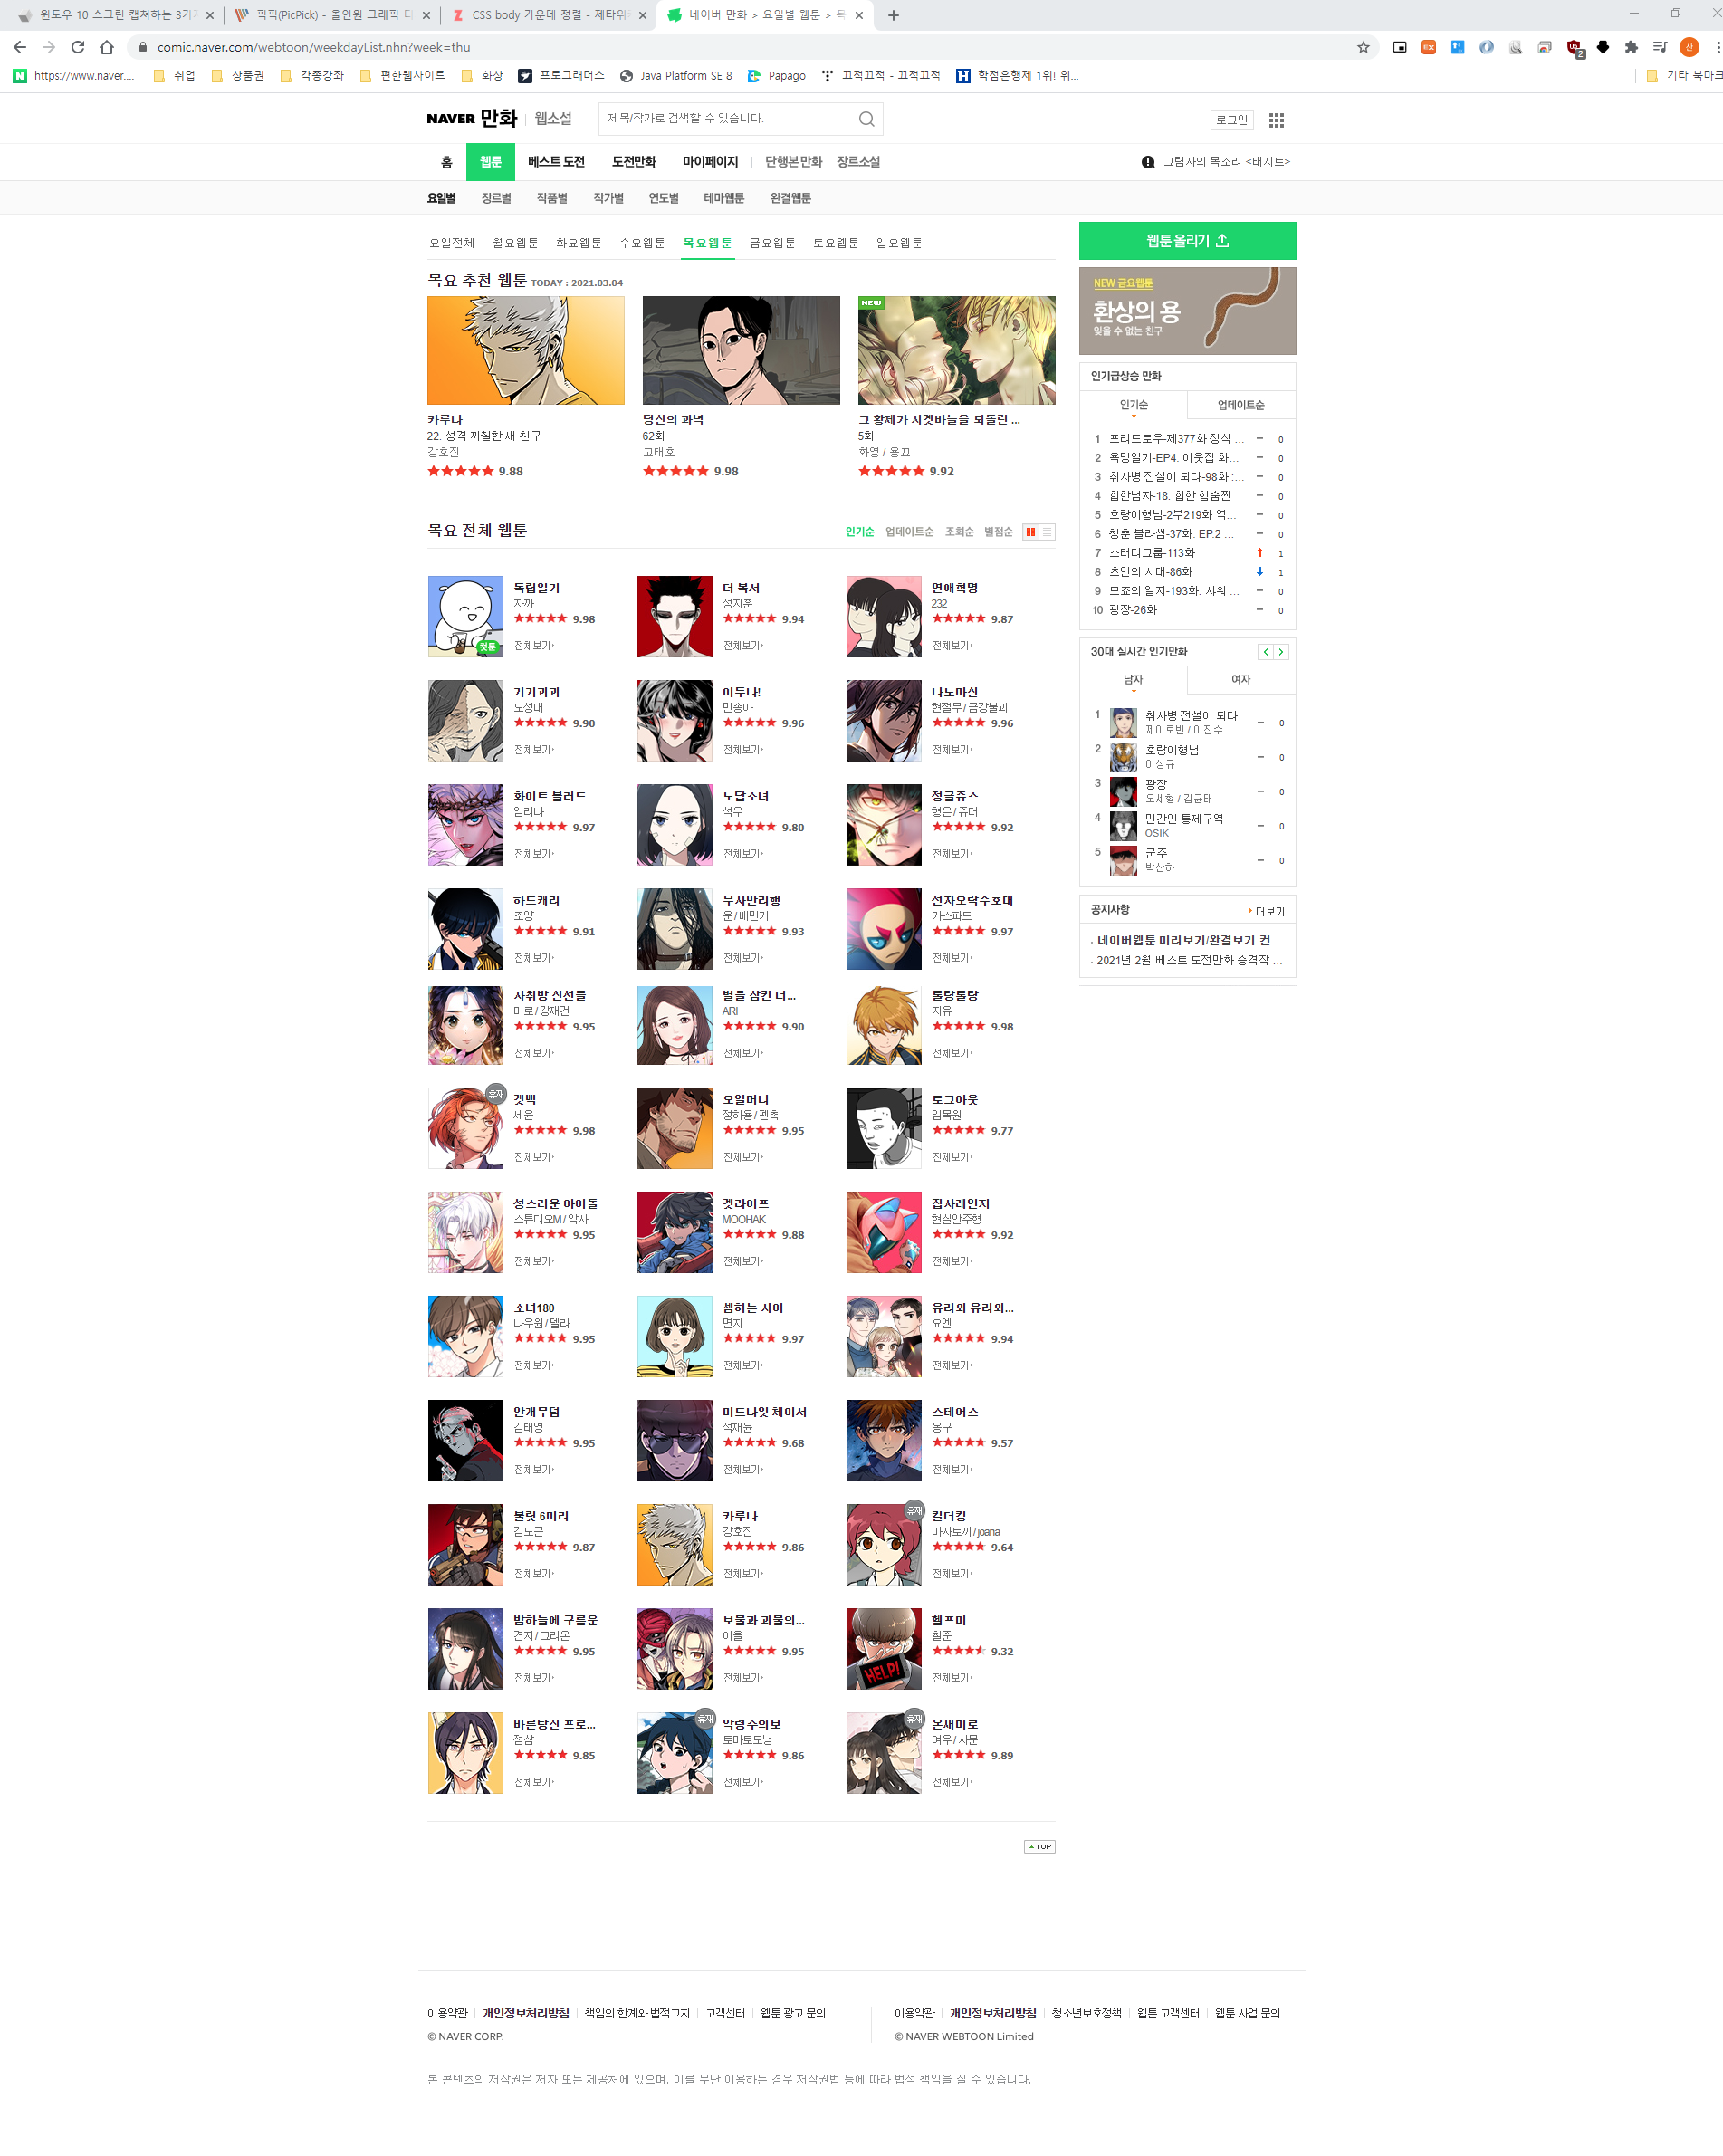 윈도우 10 스크린 캡쳐하는 3가지
픽픽(PicPick) - 올인원 그래픽 디
CSS body 가운데 정렬 - 제타위키
네이버 만화 > 요일별 웹툰 > 목
comic.naver.com/webtoon/weekdayList.nhn?week=thu
2
신
https://www.naver....
취업
상품권
각종강좌
편한웹사이트
화상
프로그래머스
Java Platform SE 8
Papago
끄적끄적 - 끄적끄적
학점은행제 1위! 위...
기타 북마크
NAVER 만화 웹소설
제목/작가로 검색할 수 있습니다.
로그인
홈 웹툰 베스트 도전 도전만화 마이페이지 단행본 만화 장르소설
그림자의 목소리 <태시트>
요일별 장르별 작품별 작가별 연도별 테마웹툰 완결웹툰
요일전체 월요웹툰 화요웹툰 수요웹툰 목요웹툰 금요웹툰 토요웹툰 일요웹툰
목요 추천 웹툰 TODAY : 2021.03.04
카루나
22. 성격 까칠한 새 친구
강호진
9.88
당신의 과녁
62화
고태호
9.98
NEW
그 황제가 시곗바늘을 되돌린 ...
5화
화영 / 용끄
9.92
목요 전체 웹툰
인기순 업데이트순 조회순 별점순
컷툰
독립일기
자까
9.98
전체보기
더 복서
정지훈
9.94
전체보기
연애혁명
232
9.87
전체보기
기기괴괴
오성대
9.90
전체보기
이두나!
민송아
9.96
전체보기
나노마신
현절무 / 금강불괴
9.96
전체보기
화이트 블러드
임리나
9.97
전체보기
노답소녀
석우
9.80
전체보기
정글쥬스
형은 / 쥬더
9.92
전체보기
하드캐리
조양
9.91
전체보기
무사만리행
운 / 배민기
9.93
전체보기
전자오락수호대
가스파드
9.97
전체보기
자취방 신선들
마로 / 강재건
9.95
전체보기
별을 삼킨 너...
ARI
9.90
전체보기
롤랑롤랑
자유
9.98
전체보기
휴재
겟백
세윤
9.98
전체보기
오일머니
정하용 / 펜촉
9.95
전체보기
로그아웃
임목원
9.77
전체보기
성스러운 아이돌
스튜디오M / 악사
9.95
전체보기
겟라이프
MOOHAK
9.88
전체보기
집사레인저
현실안주형
9.92
전체보기
소녀180
나우원 / 델라
9.95
전체보기
셈하는 사이
면지
9.97
전체보기
유리와 유리와...
요엔
9.94
전체보기
안개무덤
김태영
9.95
전체보기
미드나잇 체이서
석재윤
9.68
전체보기
스테어스
옹구
9.57
전체보기
불릿 6미리
김도근
9.87
전체보기
카루나
강호진
9.86
전체보기
휴재
킬더킹
마사토끼 / joana
9.64
전체보기
밤하늘에 구름운
견지 / 그리온
9.95
전체보기
보물과 괴물의...
이을
9.95
전체보기
HELP!
헬프미
철준
9.32
전체보기
바른탕진 프로...
점삼
9.85
전체보기
휴재
악령주의보
토마토모닝
9.86
전체보기
휴재
온새미로
여우 / 사문
9.89
전체보기
TOP
웹툰 올리기
NEW 금요웹툰
환상의 용
잊을 수 없는 친구
인기급상승 만화
인기순 업데이트순
1 프리드로우-제377화 정식 ... 0
2 욕망일기-EP4. 이웃집 화... 0
3 취사병 전설이 되다-98화 :... 0
4 힙한남자-18. 힙한 힘숨찐 0
5 호랑이형님-2부219화 역... 0
6 청춘 블라썸-37화: EP.2 ... 0
7 스터디그룹-113화 1
8 초인의 시대-86화 1
9 모죠의 일지-193화. 샤워 ... 0
10 광장-26화 0
30대 실시간 인기만화
남자 여자
1 취사병 전설이 되다 0
제이로빈 / 이진수
2 호랑이형님 0
이상규
3 광장 0
오세형 / 김균태
4 민간인 통제구역 0
OSIK
5 군주 0
박산하
공지사항 더보기
네이버웹툰 미리보기/완결보기 컨...
2021년 2월 베스트 도전만화 승격작 ...
이용약관 개인정보처리방침 책임의 한계와 법적고지 고객센터 웹툰 광고 문의
© NAVER CORP.
이용약관 개인정보처리방침 청소년보호정책 웹툰 고객센터 웹툰 사업 문의
© NAVER WEBTOON Limited
본 콘텐츠의 저작권은 저자 또는 제공처에 있으며, 이를 무단 이용하는 경우 저작권법 등에 따라 법적 책임을 질 수 있습니다.